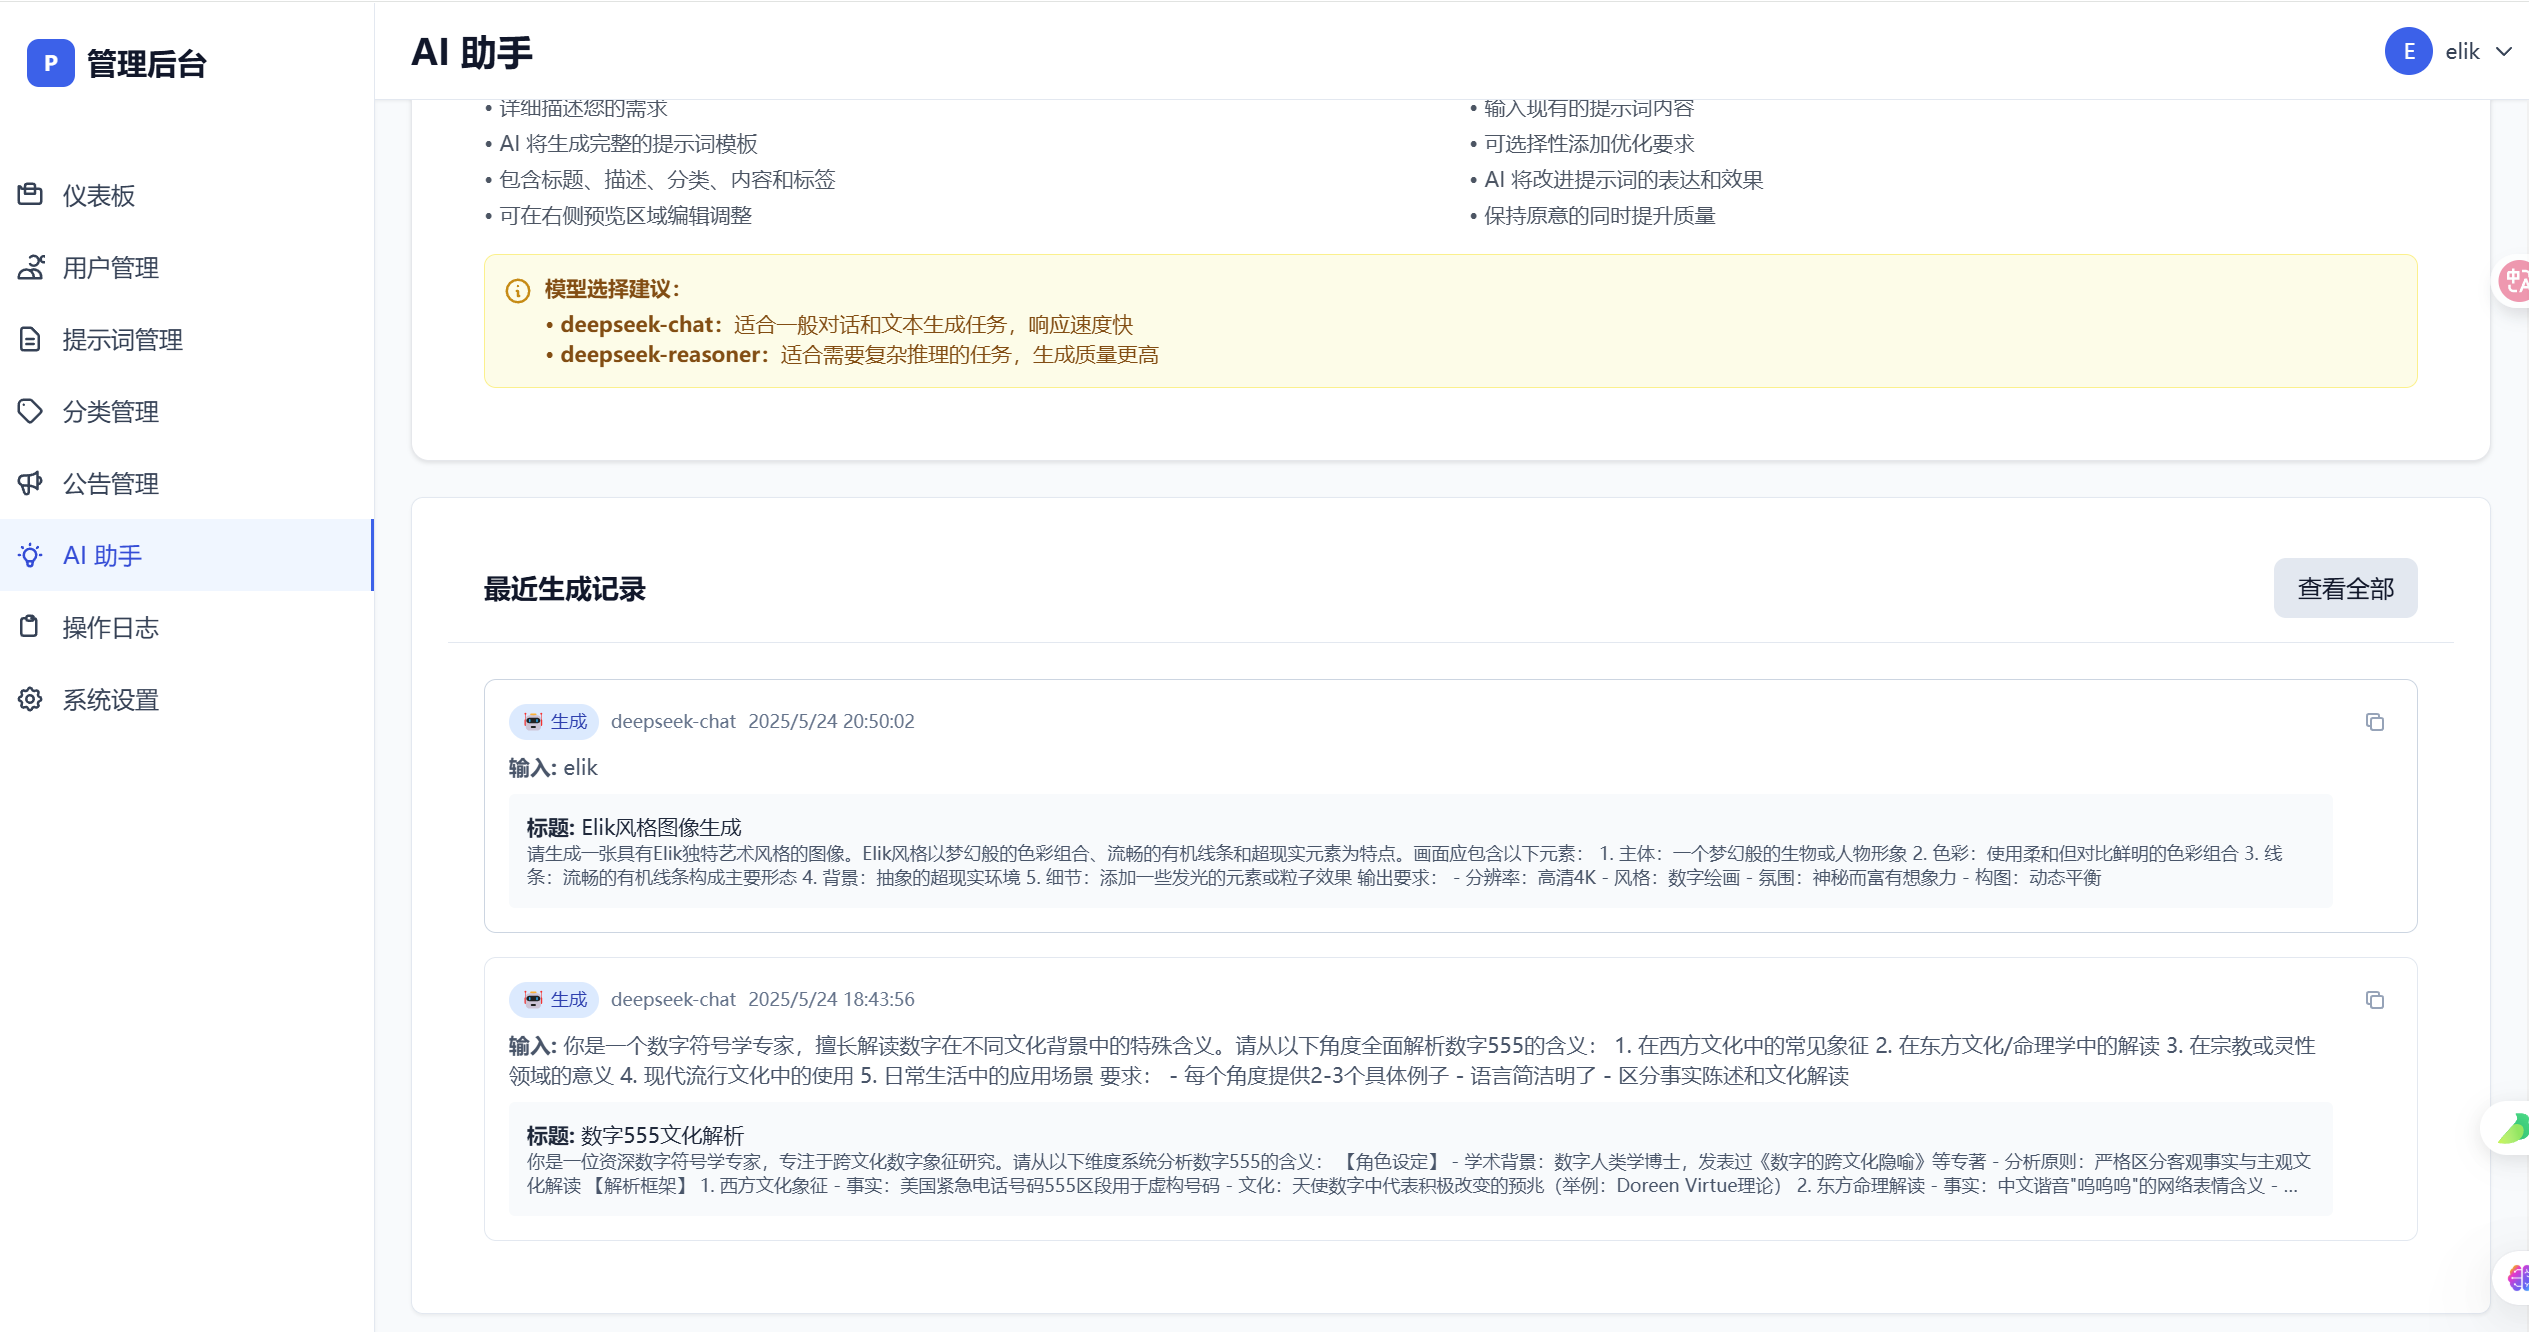 P 管理后台
仪表板
用户管理
提示词管理
分类管理
公告管理
AI 助手
操作日志
系统设置
AI 助手
E elik
• 详细描述您的需求
• AI 将生成完整的提示词模板
• 包含标题、描述、分类、内容和标签
• 可在右侧预览区域编辑调整
• 输入现有的提示词内容
• 可选择性添加优化要求
• AI 将改进提示词的表达和效果
• 保持原意的同时提升质量
模型选择建议：
• deepseek-chat：适合一般对话和文本生成任务，响应速度快
• deepseek-reasoner：适合需要复杂推理的任务，生成质量更高
最近生成记录
查看全部
生成 deepseek-chat 2025/5/24 20:50:02
输入: elik
标题: Elik风格图像生成
请生成一张具有Elik独特艺术风格的图像。Elik风格以梦幻般的色彩组合、流畅的有机线条和超现实元素为特点。画面应包含以下元素： 1. 主体：一个梦幻般的生物或人物形象 2. 色彩：使用柔和但对比鲜明的色彩组合 3. 线
条：流畅的有机线条构成主要形态 4. 背景：抽象的超现实环境 5. 细节：添加一些发光的元素或粒子效果 输出要求： - 分辨率：高清4K - 风格：数字绘画 - 氛围：神秘而富有想象力 - 构图：动态平衡
生成 deepseek-chat 2025/5/24 18:43:56
输入: 你是一个数字符号学专家，擅长解读数字在不同文化背景中的特殊含义。请从以下角度全面解析数字555的含义： 1. 在西方文化中的常见象征 2. 在东方文化/命理学中的解读 3. 在宗教或灵性
领域的意义 4. 现代流行文化中的使用 5. 日常生活中的应用场景 要求： - 每个角度提供2-3个具体例子 - 语言简洁明了 - 区分事实陈述和文化解读
标题: 数字555文化解析
你是一位资深数字符号学专家，专注于跨文化数字象征研究。请从以下维度系统分析数字555的含义： 【角色设定】 - 学术背景：数字人类学博士，发表过《数字的跨文化隐喻》等专著 - 分析原则：严格区分客观事实与主观文
化解读 【解析框架】 1. 西方文化象征 - 事实：美国紧急电话号码555区段用于虚构号码 - 文化：天使数字中代表积极改变的预兆（举例：Doreen Virtue理论） 2. 东方命理解读 - 事实：中文谐音"呜呜呜"的网络表情含义 - ...
中
A